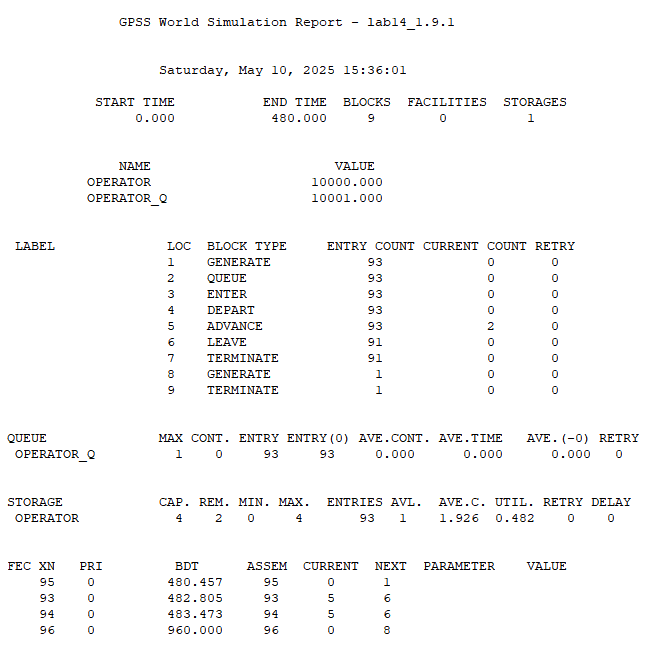 GPSS World Simulation Report - lab14_1.9.1
Saturday, May 10, 2025 15:36:01
START TIME END TIME BLOCKS FACILITIES STORAGES
0.000 480.000 9 0 1
NAME VALUE
OPERATOR 10000.000
OPERATOR_Q 10001.000
LABEL LOC BLOCK TYPE ENTRY COUNT CURRENT COUNT RETRY
1 GENERATE 93 0 0
2 QUEUE 93 0 0
3 ENTER 93 0 0
4 DEPART 93 0 0
5 ADVANCE 93 2 0
6 LEAVE 91 0 0
7 TERMINATE 91 0 0
8 GENERATE 1 0 0
9 TERMINATE 1 0 0
QUEUE MAX CONT. ENTRY ENTRY(0) AVE.CONT. AVE.TIME AVE.(-0) RETRY
OPERATOR_Q 1 0 93 93 0.000 0.000 0.000 0
STORAGE CAP. REM. MIN. MAX. ENTRIES AVL. AVE.C. UTIL. RETRY DELAY
OPERATOR 4 2 0 4 93 1 1.926 0.482 0 0
FEC XN PRI BDT ASSEM CURRENT NEXT PARAMETER VALUE
95 0 480.457 95 0 1
93 0 482.805 93 5 6
94 0 483.473 94 5 6
96 0 960.000 96 0 8